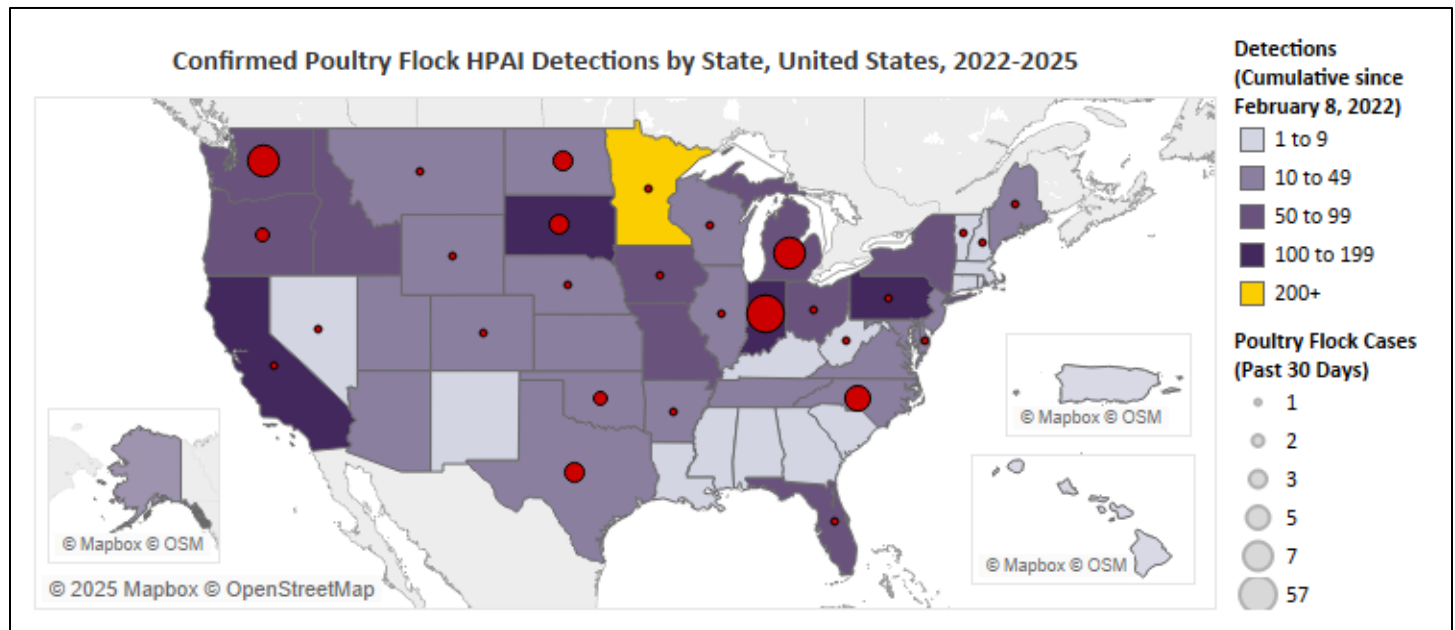 Confirmed Poultry Flock HPAI Detections by State, United States, 2022-2025
Detections
(Cumulative since
February 8, 2022)
1 to 9
10 to 49
50 to 99
100 to 199
200+
Poultry Flock Cases
(Past 30 Days)
1
2
3
5
7
57
© Mapbox © OSM
© Mapbox © OSM
© Mapbox © OSM
© 2025 Mapbox © OpenStreetMap